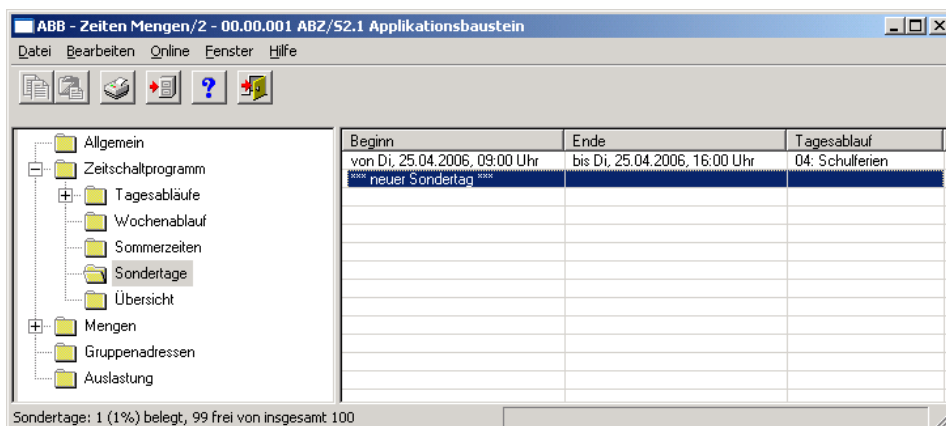 ABB - Zeiten Mengen/2 - 00.00.001 ABZ/S2.1 Applikationsbaustein
Datei Bearbeiten Online Fenster Hilfe
Allgemein
Zeitschaltprogramm
Tagesabläufe
Wochenablauf
Sommerzeiten
Sondertage
Übersicht
Mengen
Gruppenadressen
Auslastung
Beginn Ende Tagesablauf
von Di, 25.04.2006, 09:00 Uhr bis Di, 25.04.2006, 16:00 Uhr 04: Schulferien
*** neuer Sondertag ***
Sondertage: 1 (1%) belegt, 99 frei von insgesamt 100